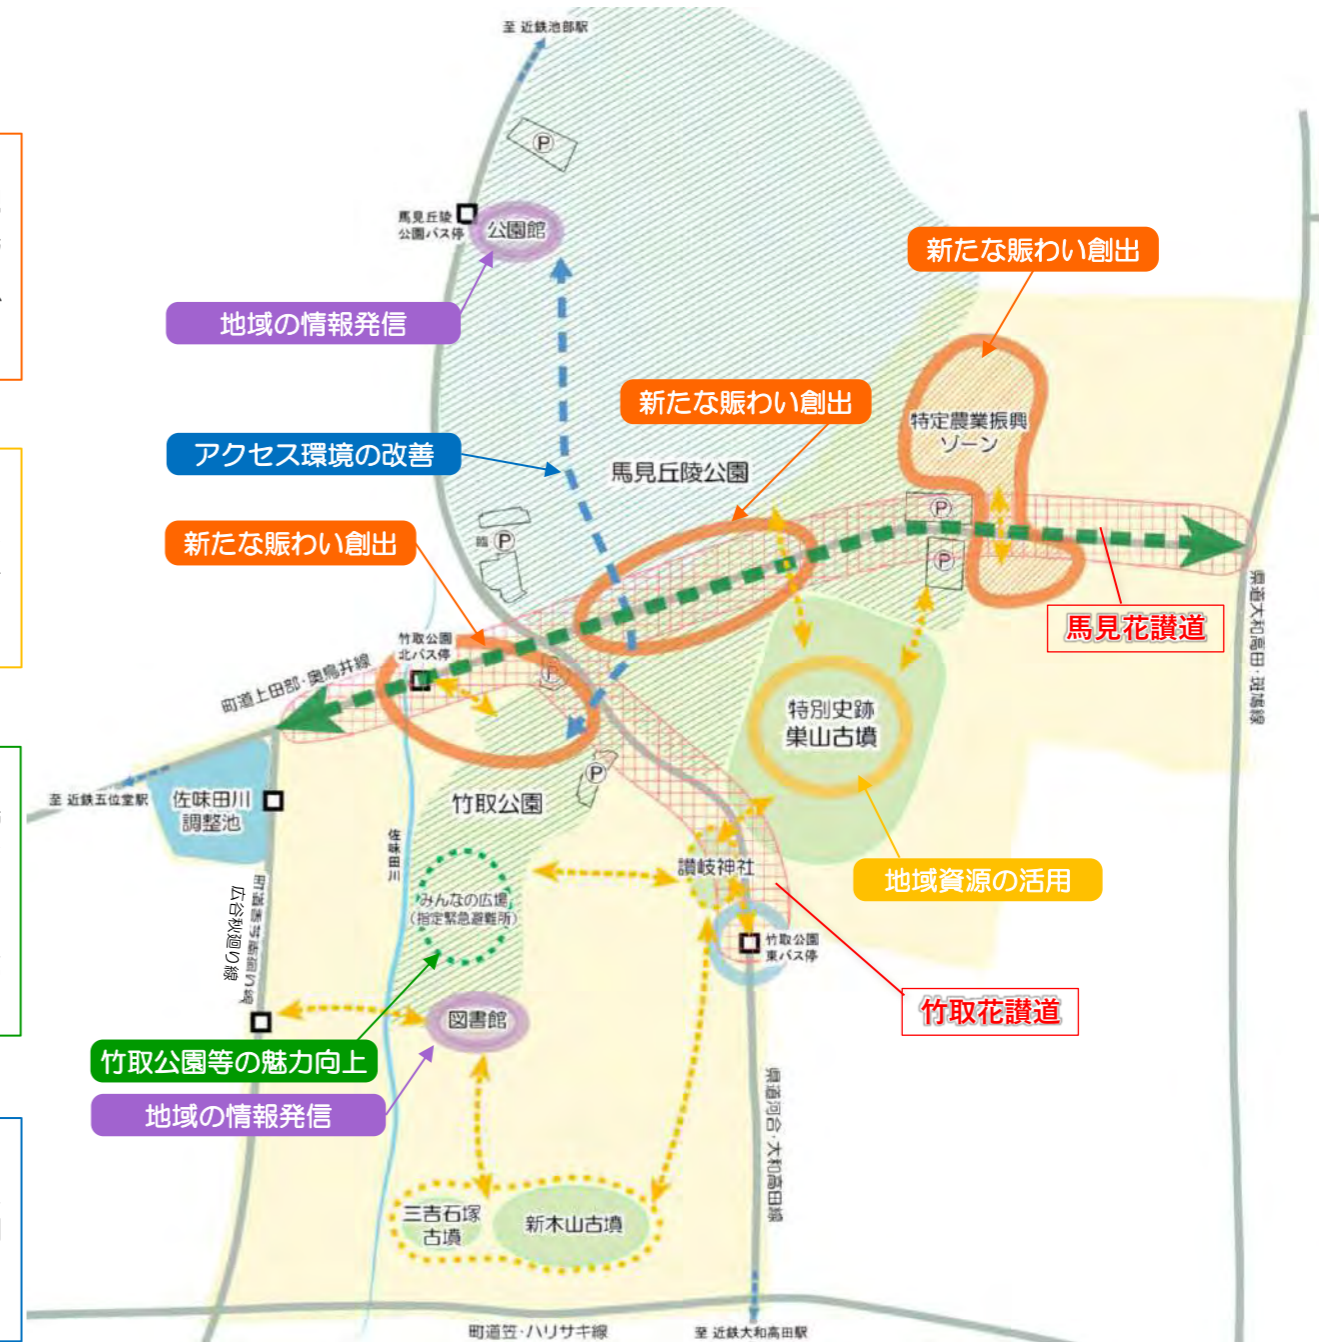 至 近鉄池部駅
Ⓟ
馬見丘陵
公園バス停
公園館
新たな賑わい創出
地域の情報発信
新たな賑わい創出
特定農業振興
ゾーン
アクセス環境の改善
馬見丘陵公園
Ⓟ
新たな賑わい創出
臨 Ⓟ
Ⓟ
馬見花讃道
県道大和高田・斑鳩線
竹取公園
北バス停
町道上田部・奥鳥井線
Ⓟ
特別史跡
巣山古墳
Ⓟ
至 近鉄五位堂駅
佐味田川
調整池
竹取公園
佐味田川
讃岐神社
地域資源の活用
みんなの広場
(指定緊急避難所)
広谷秋廻り線
竹取公園
東バス停
竹取花讃道
図書館
竹取公園等の魅力向上
地域の情報発信
県道河合・大和高田線
三吉石塚
古墳
新木山古墳
町道笠・ハリサキ線
至 近鉄大和高田駅